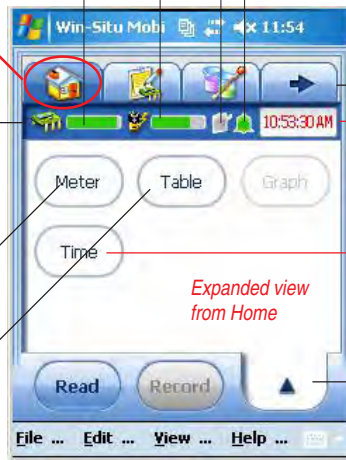 Win-Situ Mobi 11:54
10:53:30 AM
Meter Table Graph
Time
Expanded view
from Home
Read Record
File ... Edit ... View ... Help ...